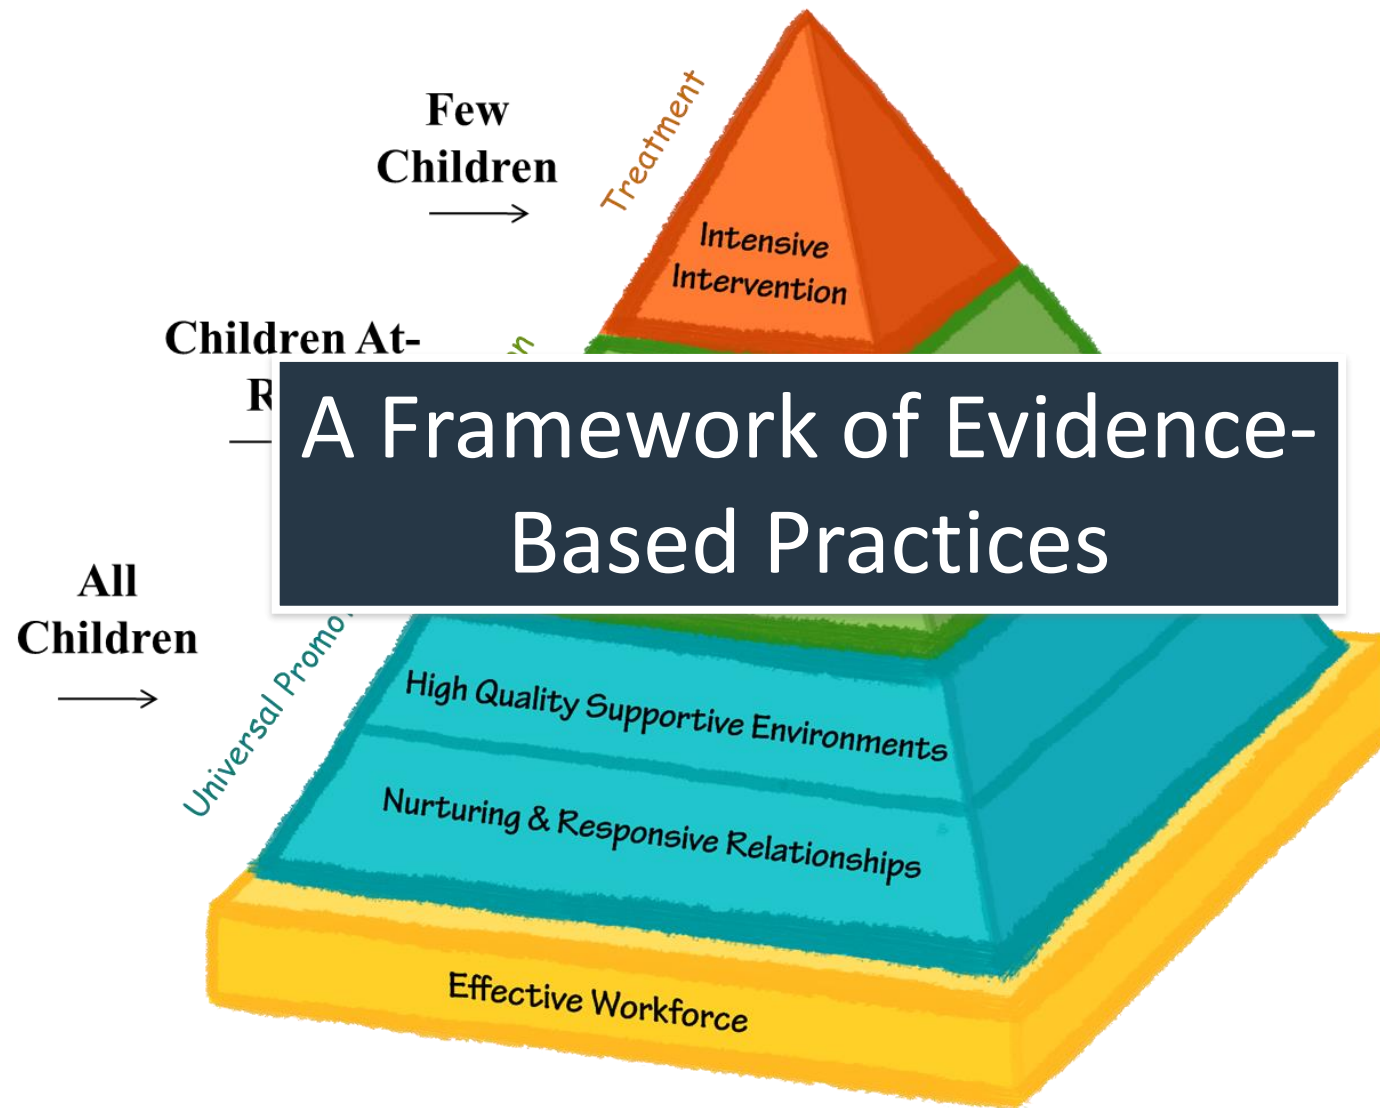 Few
Children
Treatment
Intensive
Intervention
Children At-
A Framework of Evidence-
Based Practices
All
Children
Universal
High Quality Supportive Environments
Nurturing & Responsive Relationships
Effective Workforce